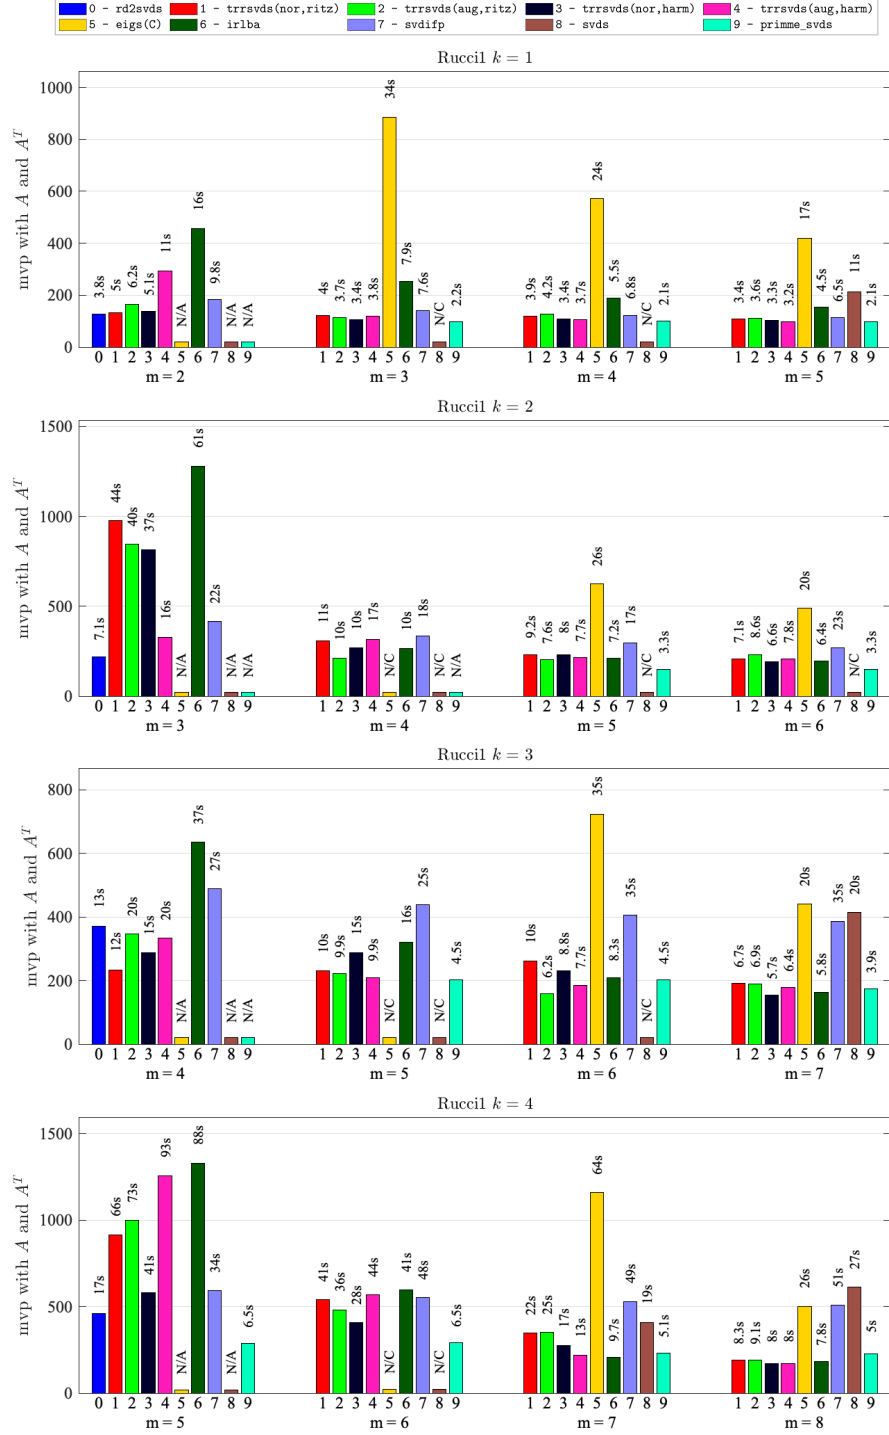 0 - rd2svds 1 - trrsvds(nor,ritz) 2 - trrsvds(aug,ritz) 3 - trrsvds(nor,harm) 4 - trrsvds(aug,harm)
5 - eigs(C) 6 - irlba 7 - svdifp 8 - svds 9 - primme_svds
Rucci1 k = 1
mvp with A and A^T
1000
800
600
400
200
0
3.8s 5s 6.2s 5.1s 11s N/A 16s 9.8s N/A N/A
4s 3.7s 3.4s 3.8s 34s 7.9s 7.6s N/C 2.2s
3.9s 4.2s 3.4s 3.7s 24s 5.5s 6.8s N/C 2.1s
3.4s 3.6s 3.3s 3.2s 17s 4.5s 6.5s 11s 2.1s
0 1 2 3 4 5 6 7 8 9 1 2 3 4 5 6 7 8 9 1 2 3 4 5 6 7 8 9 1 2 3 4 5 6 7 8 9
m = 2 m = 3 m = 4 m = 5
Rucci1 k = 2
mvp with A and A^T
1500
1000
500
0
7.1s 44s 40s 37s 16s N/A 61s 22s N/A N/A
11s 10s 10s 17s N/C 10s 18s N/C N/A
9.2s 7.6s 8s 7.7s 26s 7.2s 17s N/C 3.3s
7.1s 8.6s 6.6s 7.8s 20s 6.4s 23s N/C 3.3s
0 1 2 3 4 5 6 7 8 9 1 2 3 4 5 6 7 8 9 1 2 3 4 5 6 7 8 9 1 2 3 4 5 6 7 8 9
m = 3 m = 4 m = 5 m = 6
Rucci1 k = 3
mvp with A and A^T
800
600
400
200
0
13s 12s 20s 15s 20s N/A 37s 27s N/A N/A
10s 9.9s 15s 9.9s N/C 16s 25s N/C 4.5s
10s 6.2s 8.8s 7.7s 35s 8.3s 35s N/C 4.5s
6.7s 6.9s 5.7s 6.4s 20s 5.8s 35s 20s 3.9s
0 1 2 3 4 5 6 7 8 9 1 2 3 4 5 6 7 8 9 1 2 3 4 5 6 7 8 9 1 2 3 4 5 6 7 8 9
m = 4 m = 5 m = 6 m = 7
Rucci1 k = 4
mvp with A and A^T
1500
1000
500
0
17s 66s 73s 41s 93s N/A 88s 34s N/A 6.5s
41s 36s 28s 44s N/C 41s 48s N/C 6.5s
22s 25s 17s 13s 64s 9.7s 49s 19s 5.1s
8.3s 9.1s 8s 8s 26s 7.8s 51s 27s 5s
0 1 2 3 4 5 6 7 8 9 1 2 3 4 5 6 7 8 9 1 2 3 4 5 6 7 8 9 1 2 3 4 5 6 7 8 9
m = 5 m = 6 m = 7 m = 8